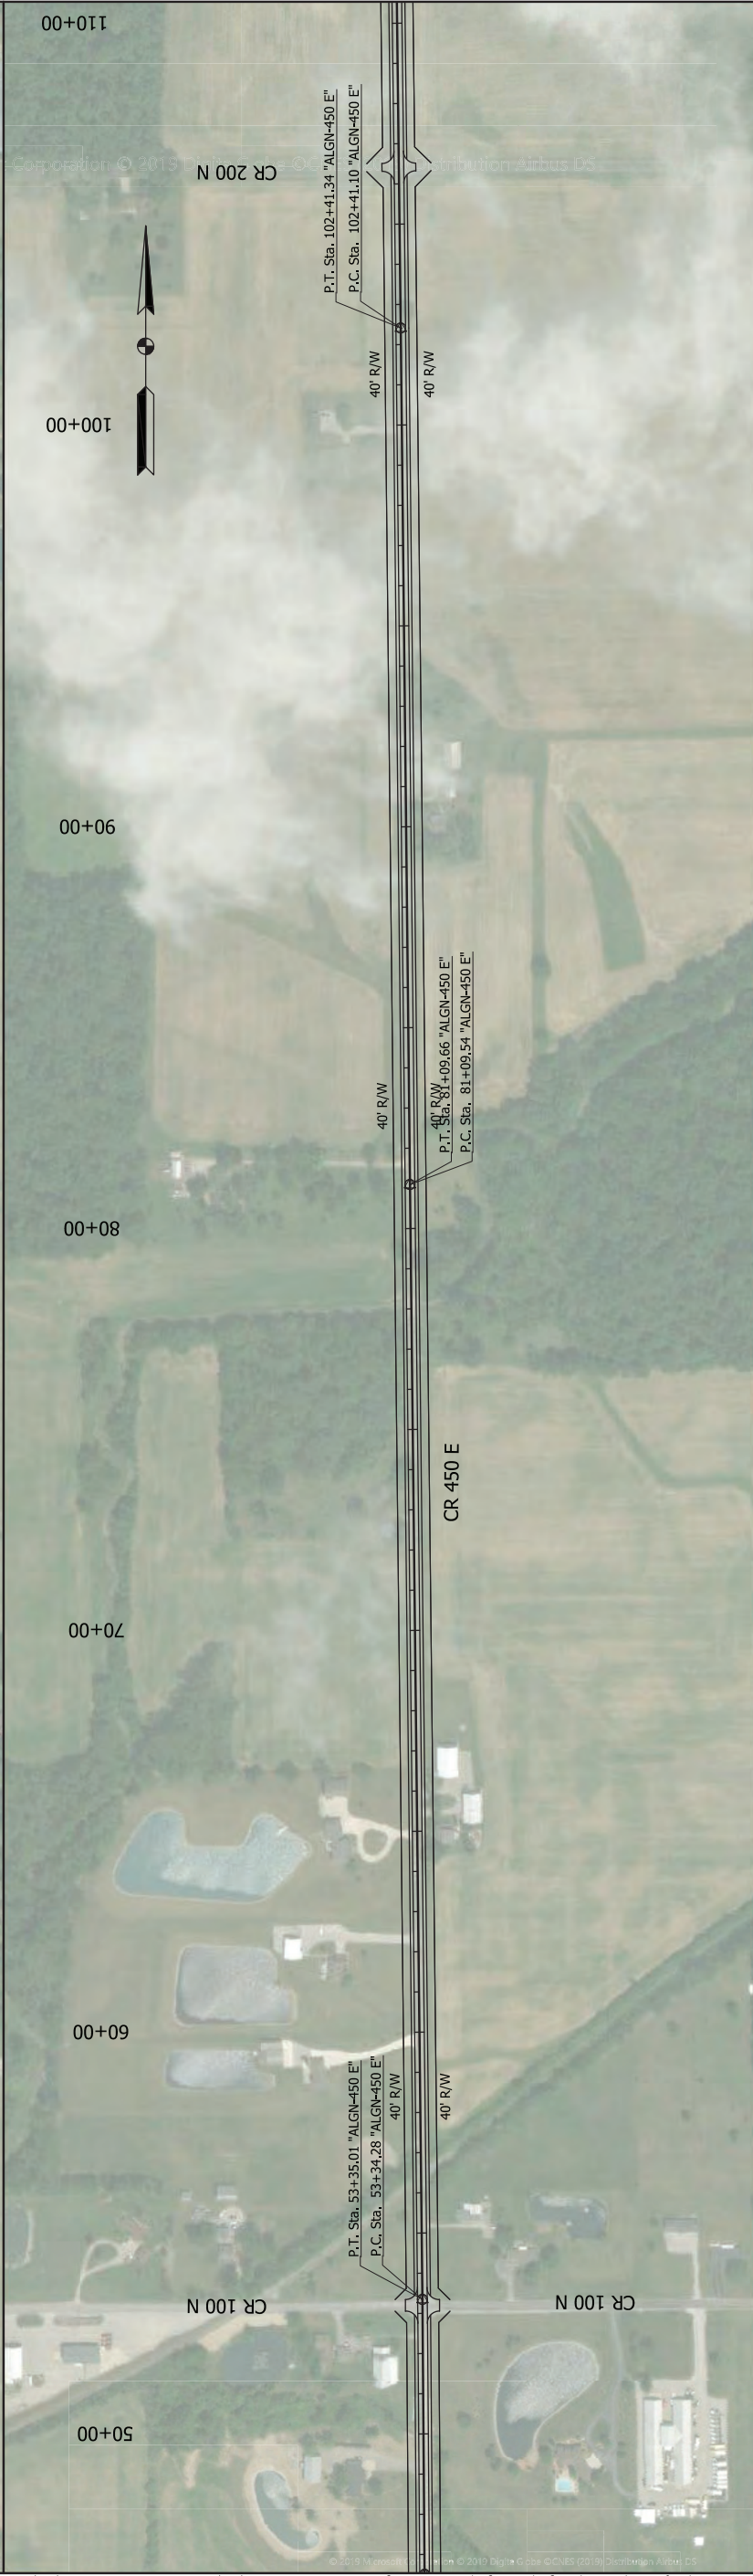 110+00
CR 200 N
P.T. Sta. 102+41.34 "ALGN-450 E"
P.C. Sta. 102+41.10 "ALGN-450 E"
40' R/W
40' R/W
100+00
90+00
P.T. Sta. 81+09.66 "ALGN-450 E"
P.C. Sta. 81+09.54 "ALGN-450 E"
40' R/W
40' R/W
80+00
CR 450 E
70+00
60+00
P.T. Sta. 53+35.01 "ALGN-450 E"
P.C. Sta. 53+34.28 "ALGN-450 E"
40' R/W
40' R/W
CR 100 N
CR 100 N
50+00